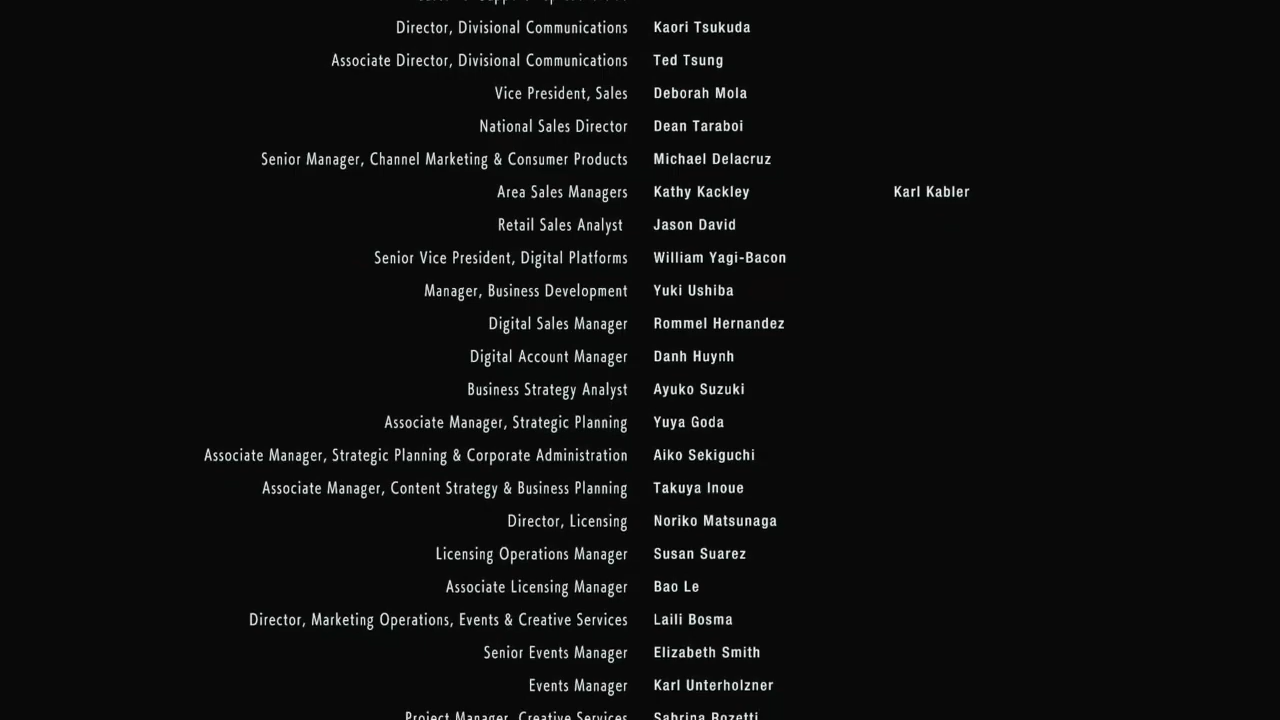 Director, Divisional Communications Kaori Tsukuda
Associate Director, Divisional Communications Ted Tsung
Vice President, Sales Deborah Mola
National Sales Director Dean Taraboi
Senior Manager, Channel Marketing & Consumer Products Michael Delacruz
Area Sales Managers Kathy Kackley Karl Kabler
Retail Sales Analyst Jason David
Senior Vice President, Digital Platforms William Yagi-Bacon
Manager, Business Development Yuki Ushiba
Digital Sales Manager Rommel Hernandez
Digital Account Manager Danh Huynh
Business Strategy Analyst Ayuko Suzuki
Associate Manager, Strategic Planning Yuya Goda
Associate Manager, Strategic Planning & Corporate Administration Aiko Sekiguchi
Associate Manager, Content Strategy & Business Planning Takuya Inoue
Director, Licensing Noriko Matsunaga
Licensing Operations Manager Susan Suarez
Associate Licensing Manager Bao Le
Director, Marketing Operations, Events & Creative Services Laili Bosma
Senior Events Manager Elizabeth Smith
Events Manager Karl Unterholzner
Project Manager, Creative Services Sabrina Rozetti